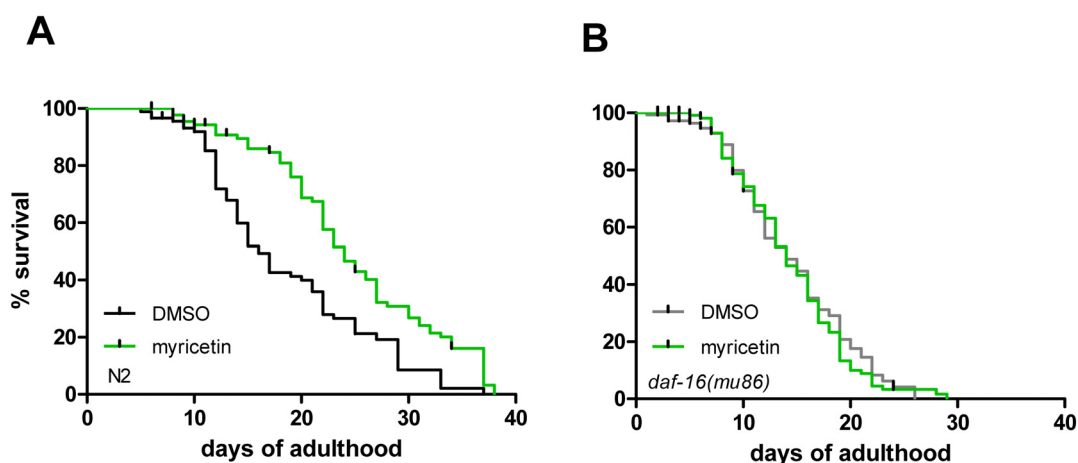 A
100
80
60
40
20
0
% survival
DMSO
myricetin
N2
0 10 20 30 40
days of adulthood
B
100
80
60
40
20
0
DMSO
myricetin
daf-16(mu86)
0 10 20 30 40
days of adulthood